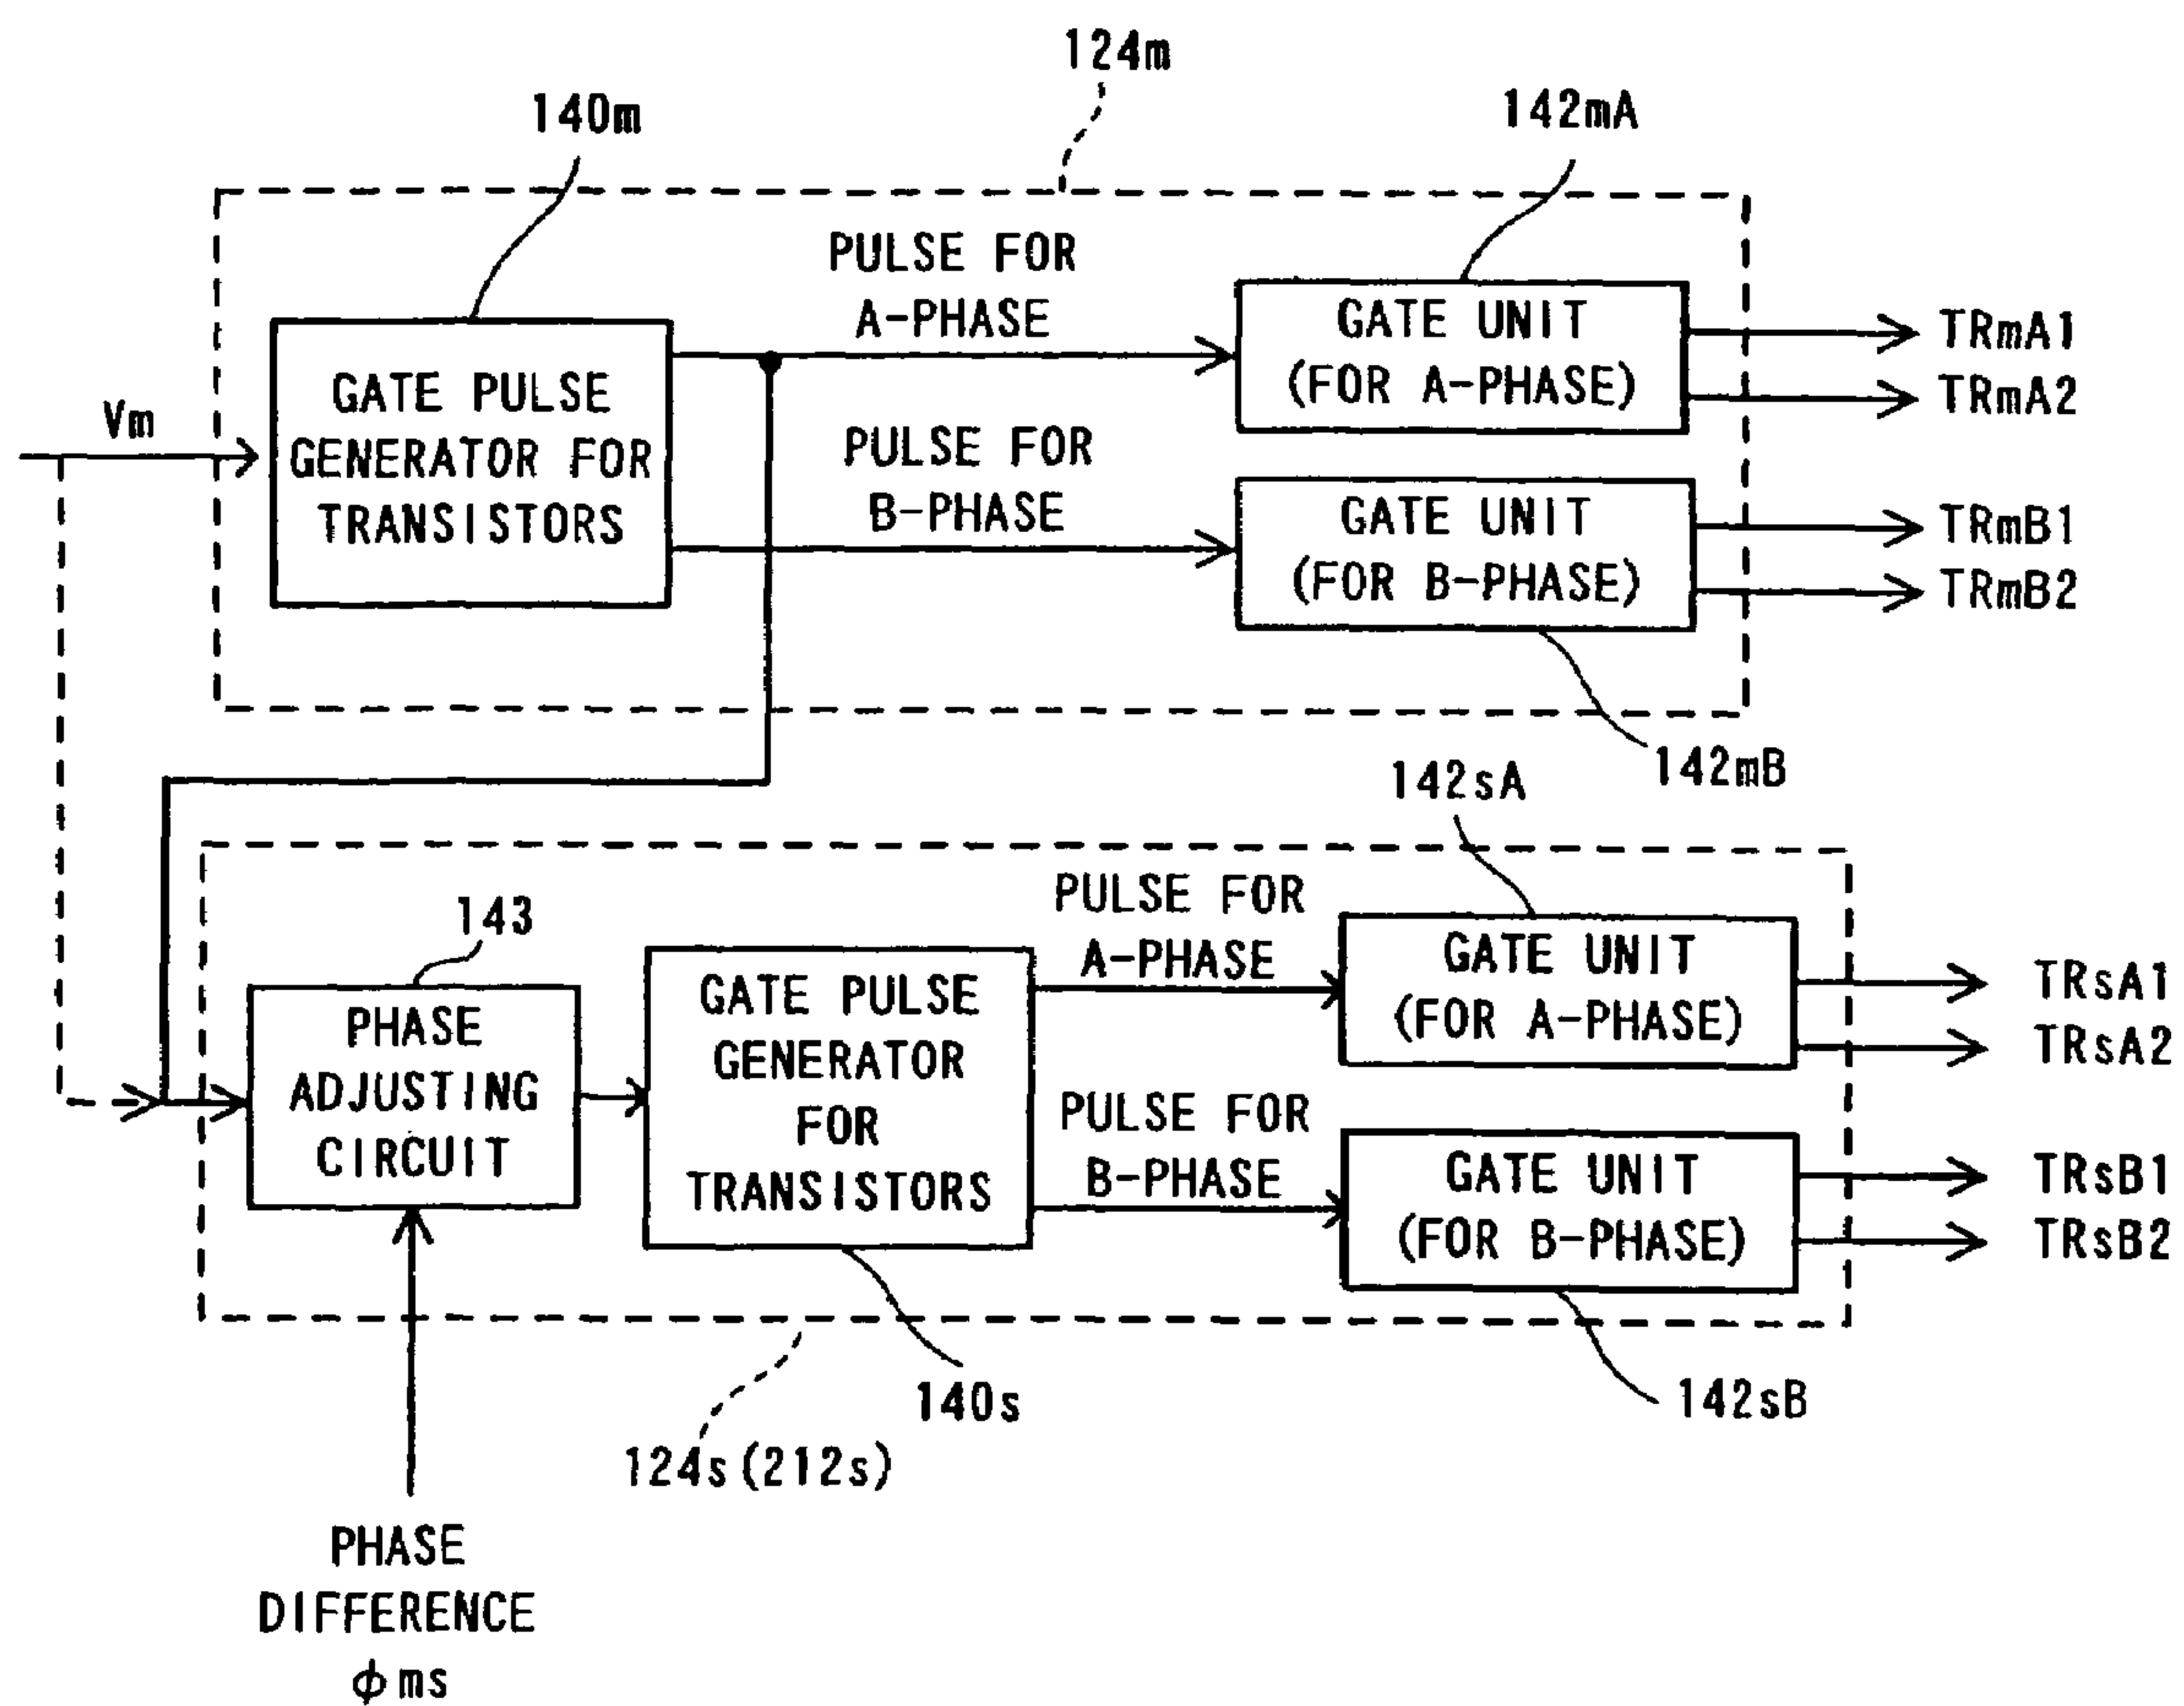 124m
140m
142mA
PULSE FOR
A-PHASE
GATE UNIT
(FOR A-PHASE)
TRmA1
TRmA2
Vm
GATE PULSE
GENERATOR FOR
TRANSISTORS
PULSE FOR
B-PHASE
GATE UNIT
(FOR B-PHASE)
TRmB1
TRmB2
142mB
142sA
143
PHASE
ADJUSTING
CIRCUIT
GATE PULSE
GENERATOR
FOR
TRANSISTORS
PULSE FOR
A-PHASE
GATE UNIT
(FOR A-PHASE)
TRsA1
TRsA2
PULSE FOR
B-PHASE
GATE UNIT
(FOR B-PHASE)
TRsB1
TRsB2
140s
142sB
124s(212s)
PHASE
DIFFERENCE
ϕms